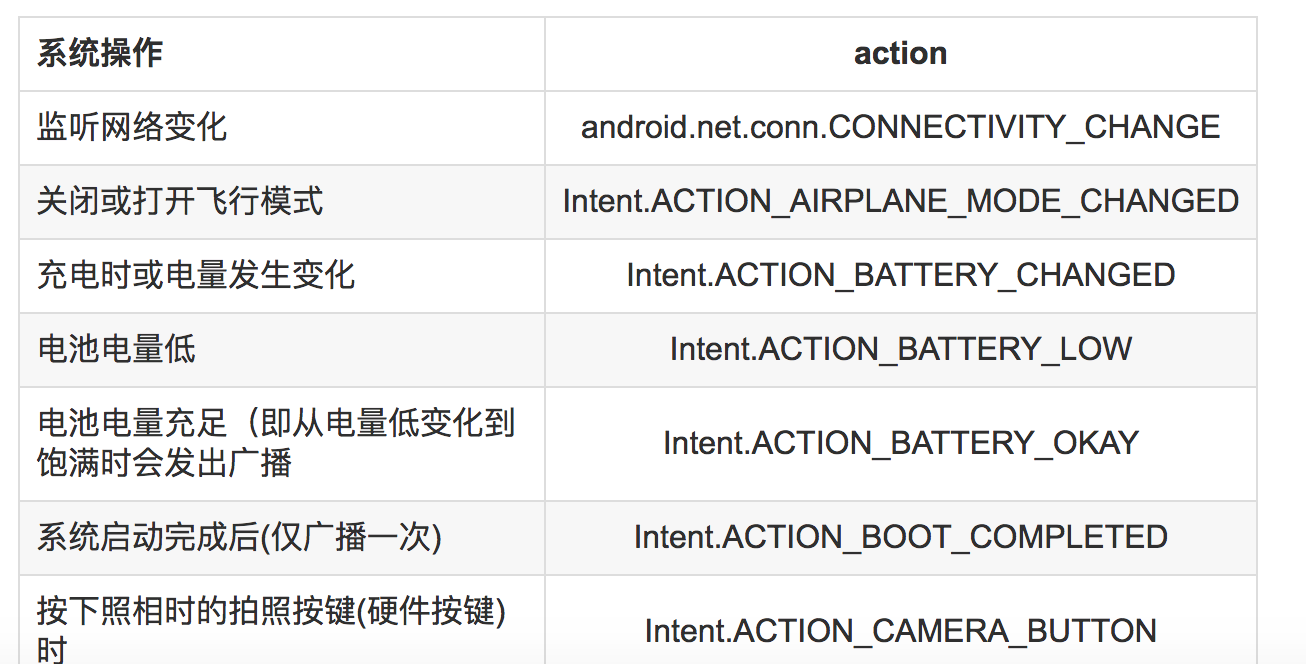 系统操作
action
监听网络变化
android.net.conn.CONNECTIVITY_CHANGE
关闭或打开飞行模式
Intent.ACTION_AIRPLANE_MODE_CHANGED
充电时或电量发生变化
Intent.ACTION_BATTERY_CHANGED
电池电量低
Intent.ACTION_BATTERY_LOW
电池电量充足（即从电量低变化到
饱满时会发出广播
Intent.ACTION_BATTERY_OKAY
系统启动完成后(仅广播一次)
Intent.ACTION_BOOT_COMPLETED
按下照相时的拍照按键(硬件按键)
时
Intent.ACTION_CAMERA_BUTTON